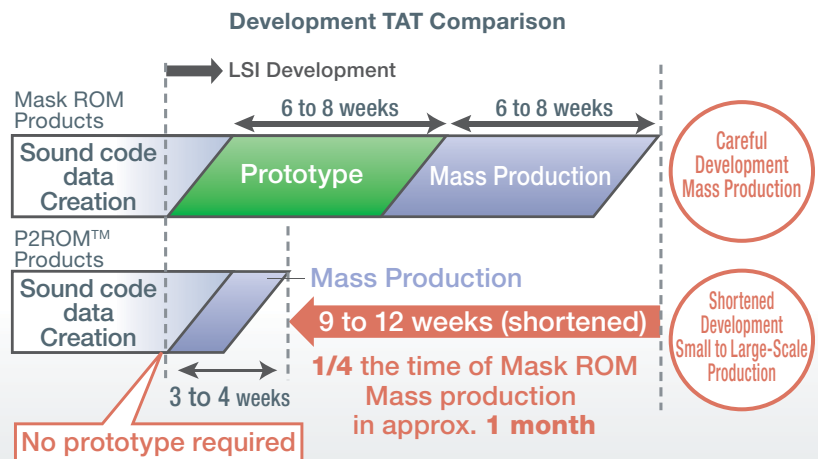 Development TAT Comparison
LSI Development
Mask ROM
Products
6 to 8 weeks
6 to 8 weeks
Sound code
data
Creation
Prototype
Mass Production
Careful
Development
Mass Production
P2ROM™
Products
Sound code
data
Creation
Mass Production
9 to 12 weeks (shortened)
Shortened
Development
Small to Large-Scale
Production
3 to 4 weeks
1/4 the time of Mask ROM
Mass production
in approx. 1 month
No prototype required